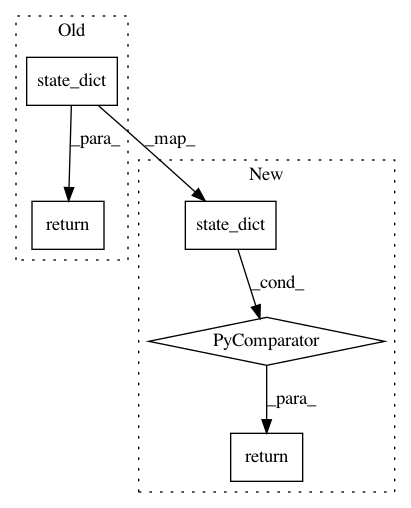 Old
state_dict
_para_
_map_
New
return
state_dict
_cond_
PyComparator
_para_
return